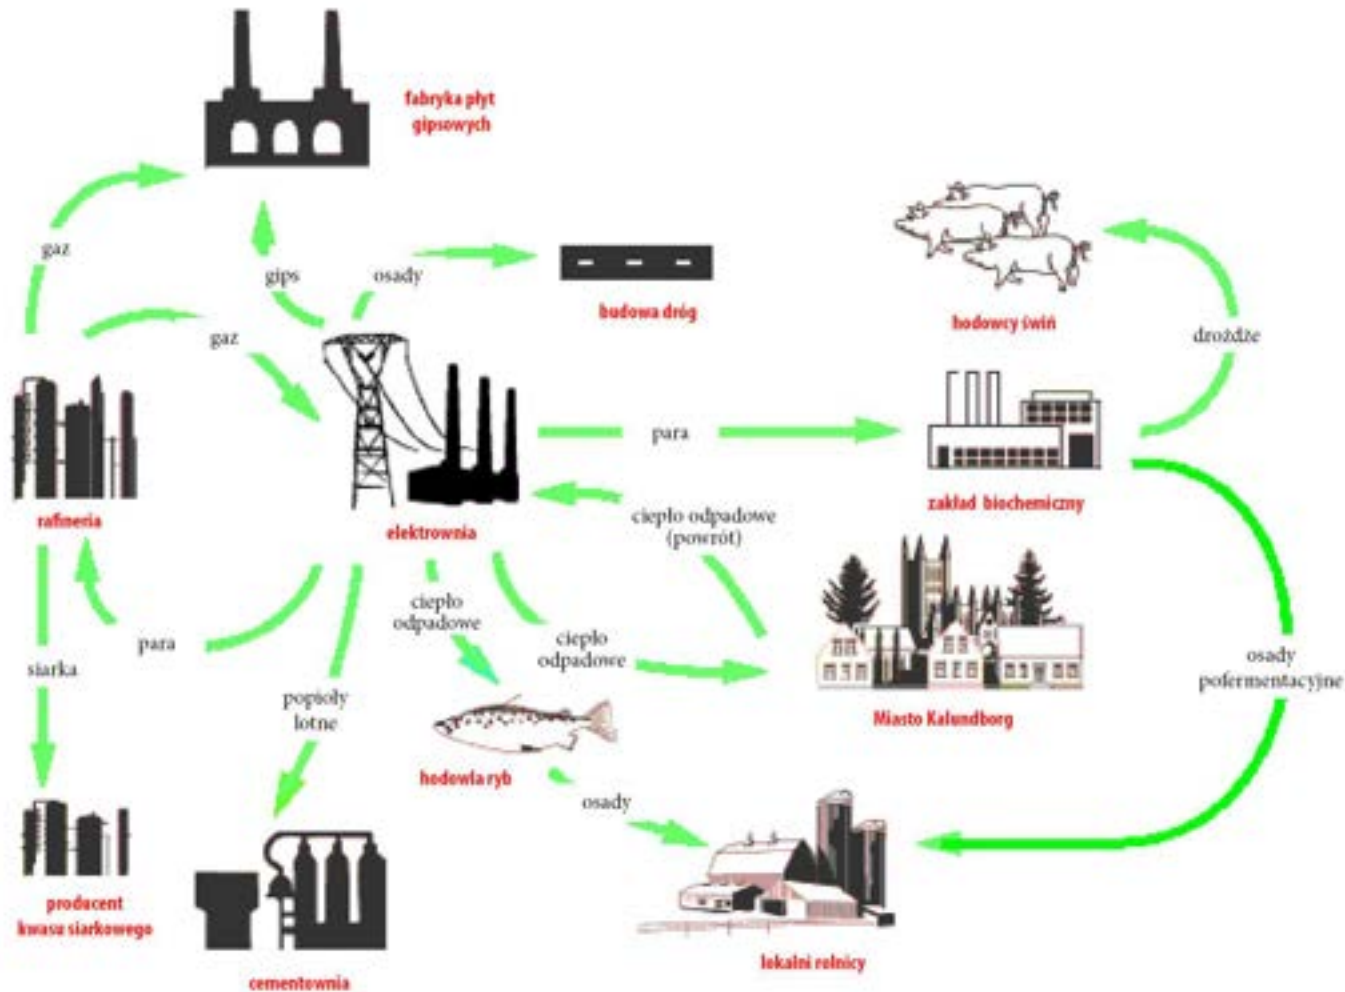 fabryka płyt
gipsowych
gaz
gips
osady
budowa dróg
hodowcy świń
drożdże
gaz
para
rafineria
elektrownia
ciepło odpadowe
(powrót)
zakład biochemiczny
ciepło
odpadowe
ciepło
odpadowe
para
siarka
popioły
lotne
osady
pofermentacyjne
Miasto Kalundborg
hodowla ryb
osady
producent
kwasu siarkowego
cementownia
lokalni rolnicy